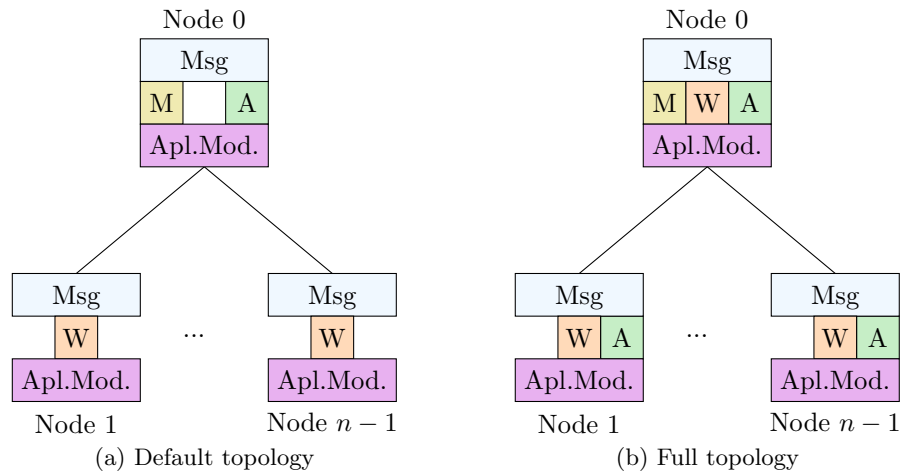 Node 0
Msg
M A
Apl.Mod.
Msg ... Msg
W W
Apl.Mod. Apl.Mod.
Node 1 Node n − 1
(a) Default topology
Node 0
Msg
M W A
Apl.Mod.
Msg ... Msg
W A W A
Apl.Mod. Apl.Mod.
Node 1 Node n − 1
(b) Full topology